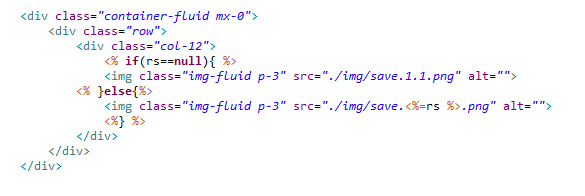 <div class="container-fluid mx-0">
    <div class="row">
        <div class="col-12">
            <% if(rs==null){ %>
            <img class="img-fluid p-3" src="./img/save.1.1.png" alt="">
        <% }else{%>
            <img class="img-fluid p-3" src="./img/save.<%=rs %>.png" alt="">
            <%} %>
        </div>
    </div>
</div>